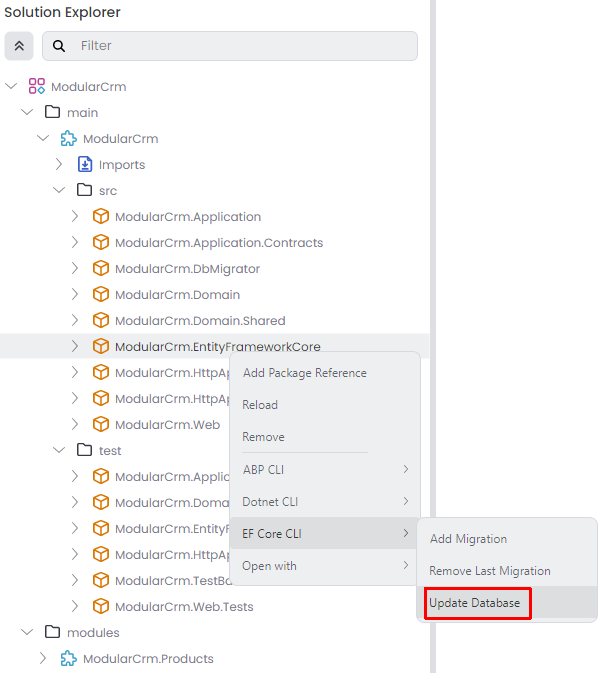 Solution Explorer
Filter
ModularCrm
main
ModularCrm
Imports
src
ModularCrm.Application
ModularCrm.Application.Contracts
ModularCrm.DbMigrator
ModularCrm.Domain
ModularCrm.Domain.Shared
ModularCrm.EntityFrameworkCore
ModularCrm.HttpAp
Add Package Reference
ModularCrm.HttpAp
Reload
ModularCrm.Web
Remove
test
ABP CLI
ModularCrm.Applic
Dotnet CLI
ModularCrm.Doma
EF Core CLI
ModularCrm.EntityF
Add Migration
ModularCrm.HttpAp
Open with
Remove Last Migration
ModularCrm.TestBa
Update Database
ModularCrm.Web.Tests
modules
ModularCrm.Products